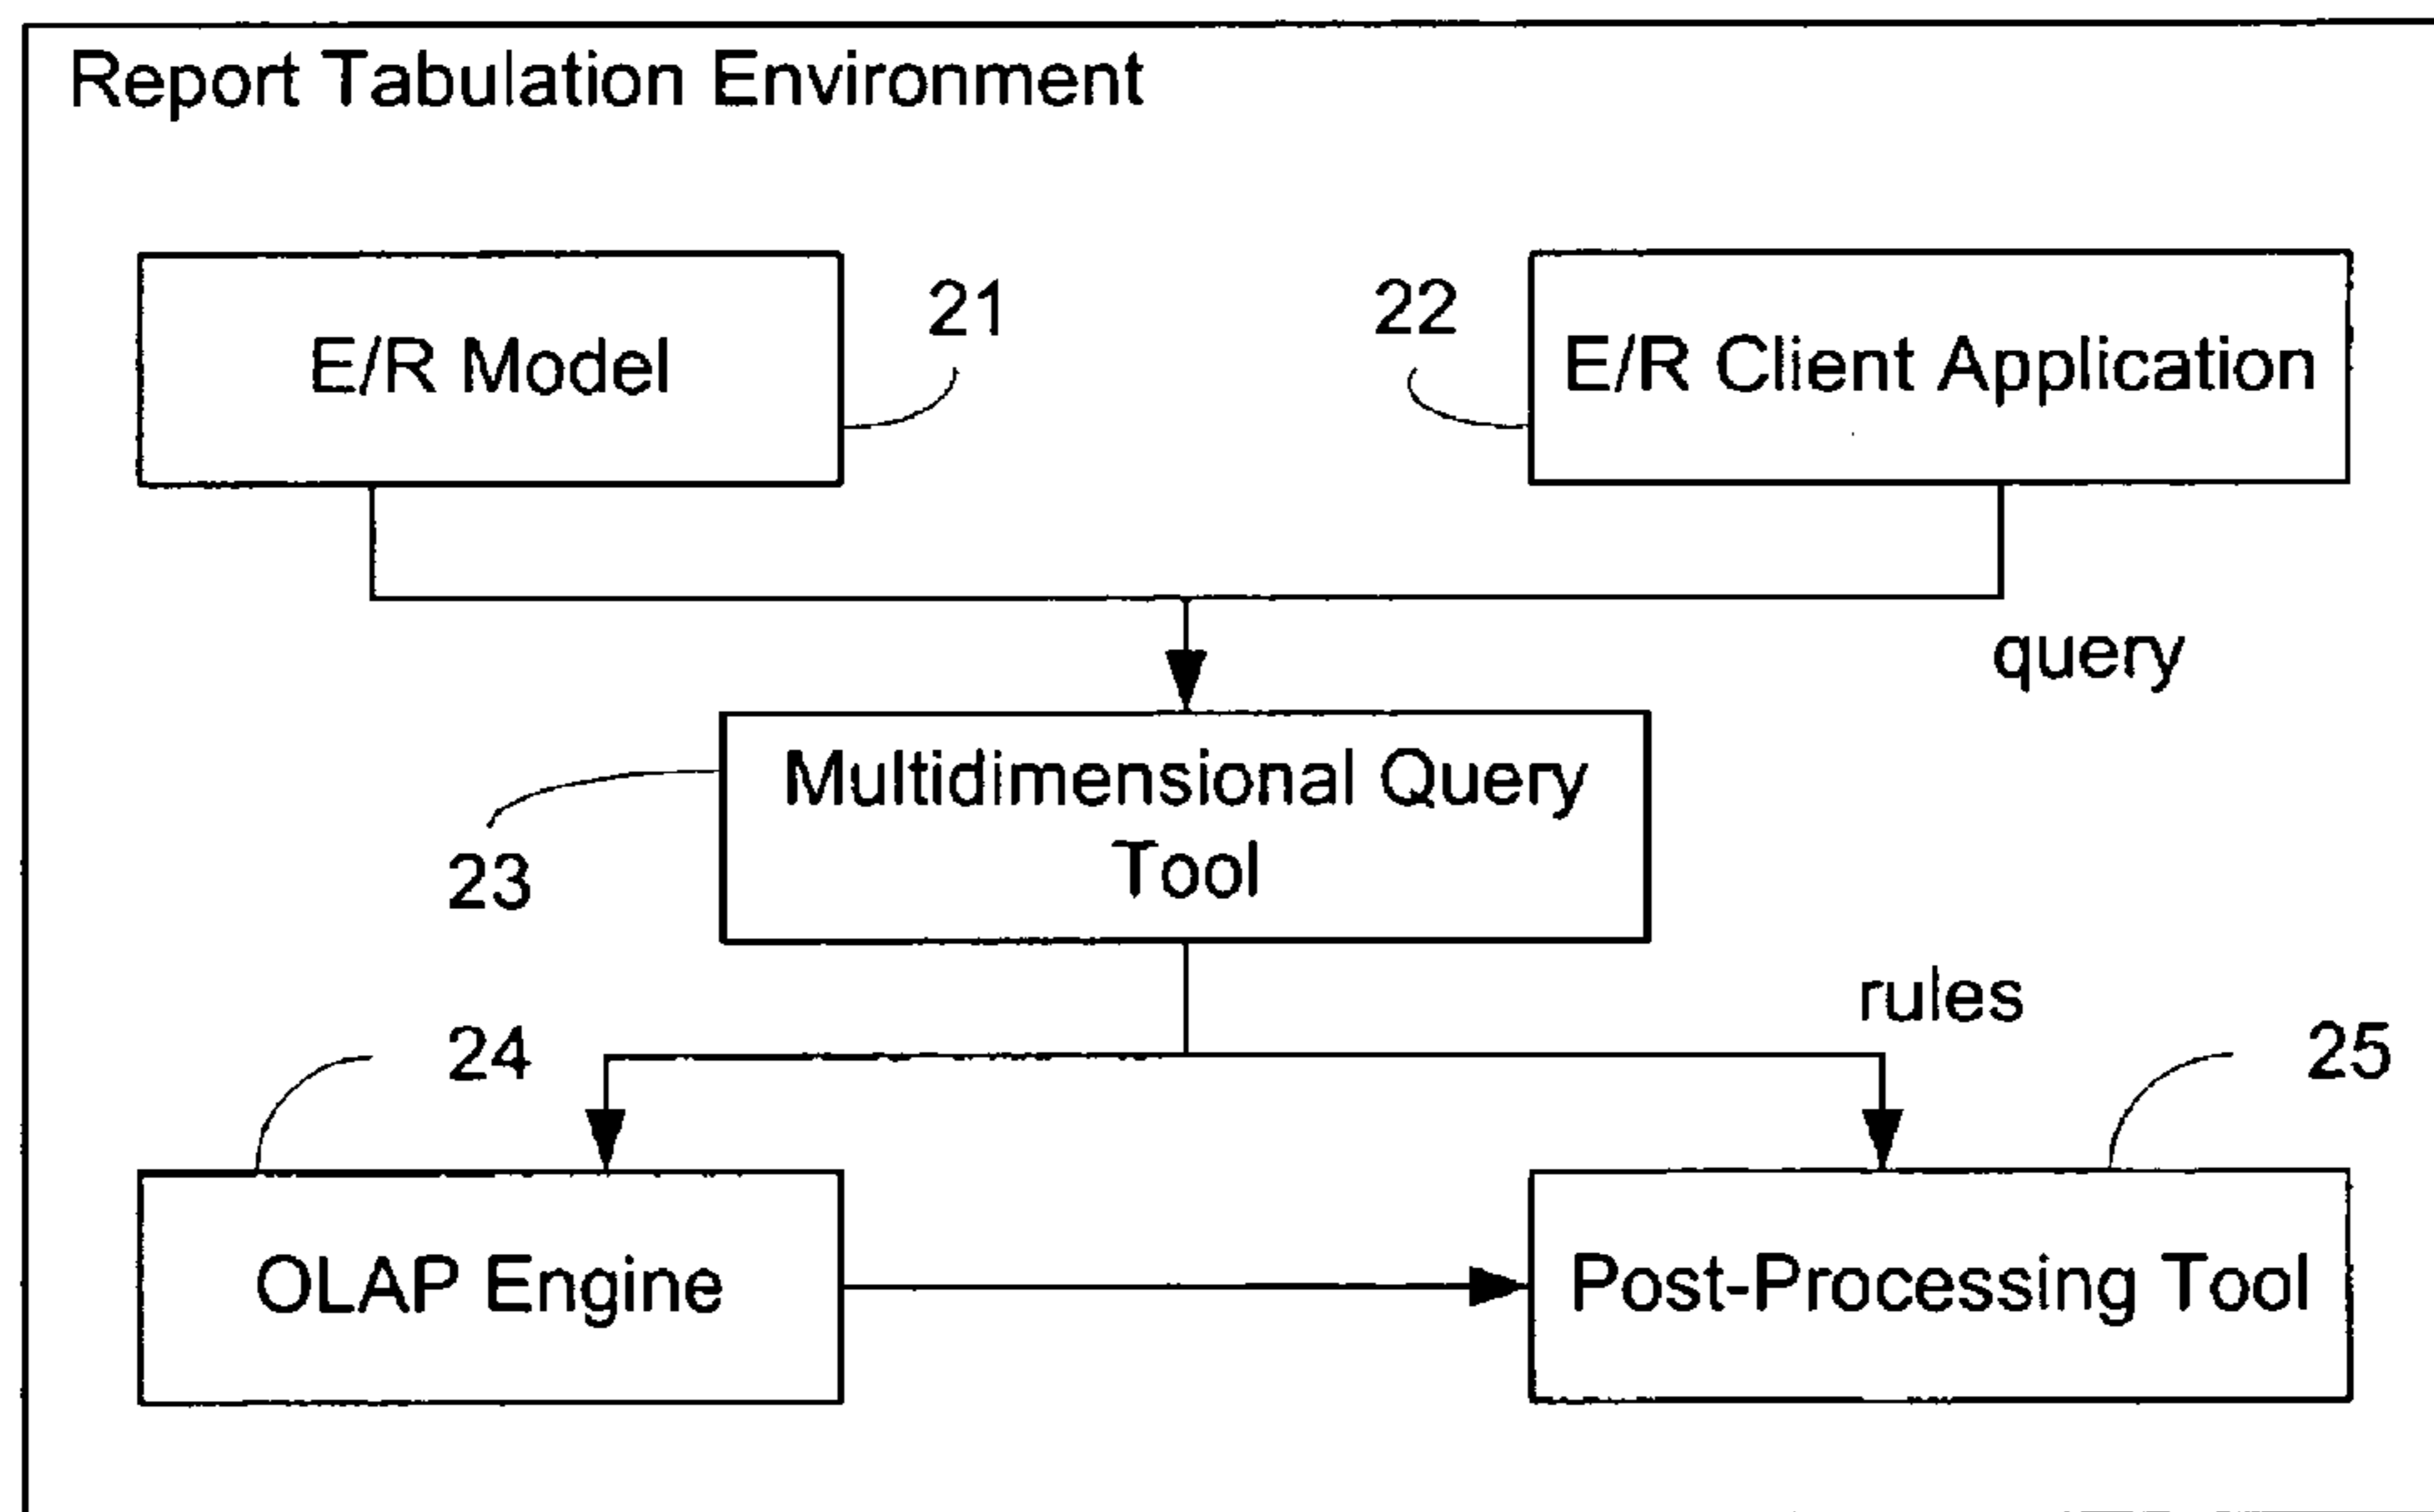 Report Tabulation Environment
E/R Model
21
22
E/R Client Application
query
Multidimensional Query
Tool
23
rules
24
25
OLAP Engine
Post-Processing Tool